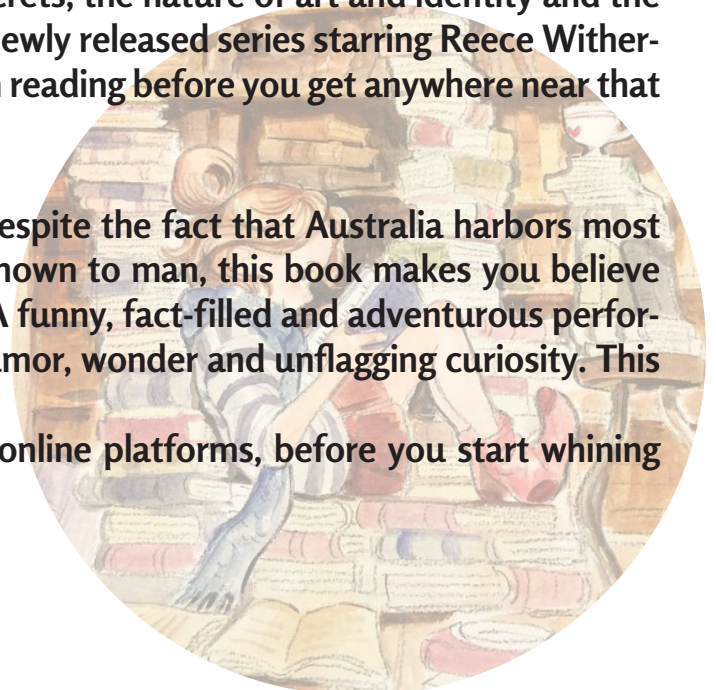 crets, the nature of art and identity and the
ewly released series starring Reece Wither-
reading before you get anywhere near that
espite the fact that Australia harbors most
nown to man, this book makes you believe
A funny, fact-filled and adventurous perfor-
mor, wonder and unflagging curiosity. This
online platforms, before you start whining